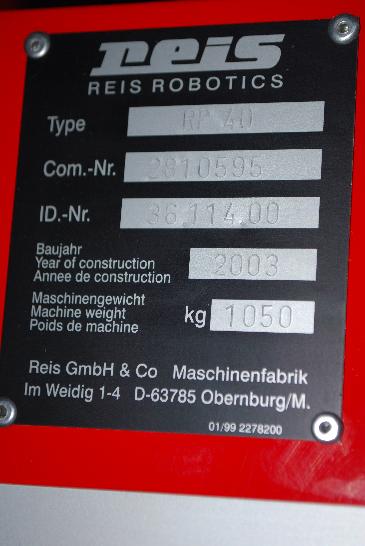 reis
REIS ROBOTICS
Type RP 40
Com.-Nr. 2810595
ID.-Nr. 36.114.00
Baujahr
Year of construction 2003
Annee de construction
Maschinengewicht
Machine weight kg 1050
Poids de machine
Reis GmbH & Co Maschinenfabrik
Im Weidig 1-4 D-63785 Obernburg/M.
01/99 2278200